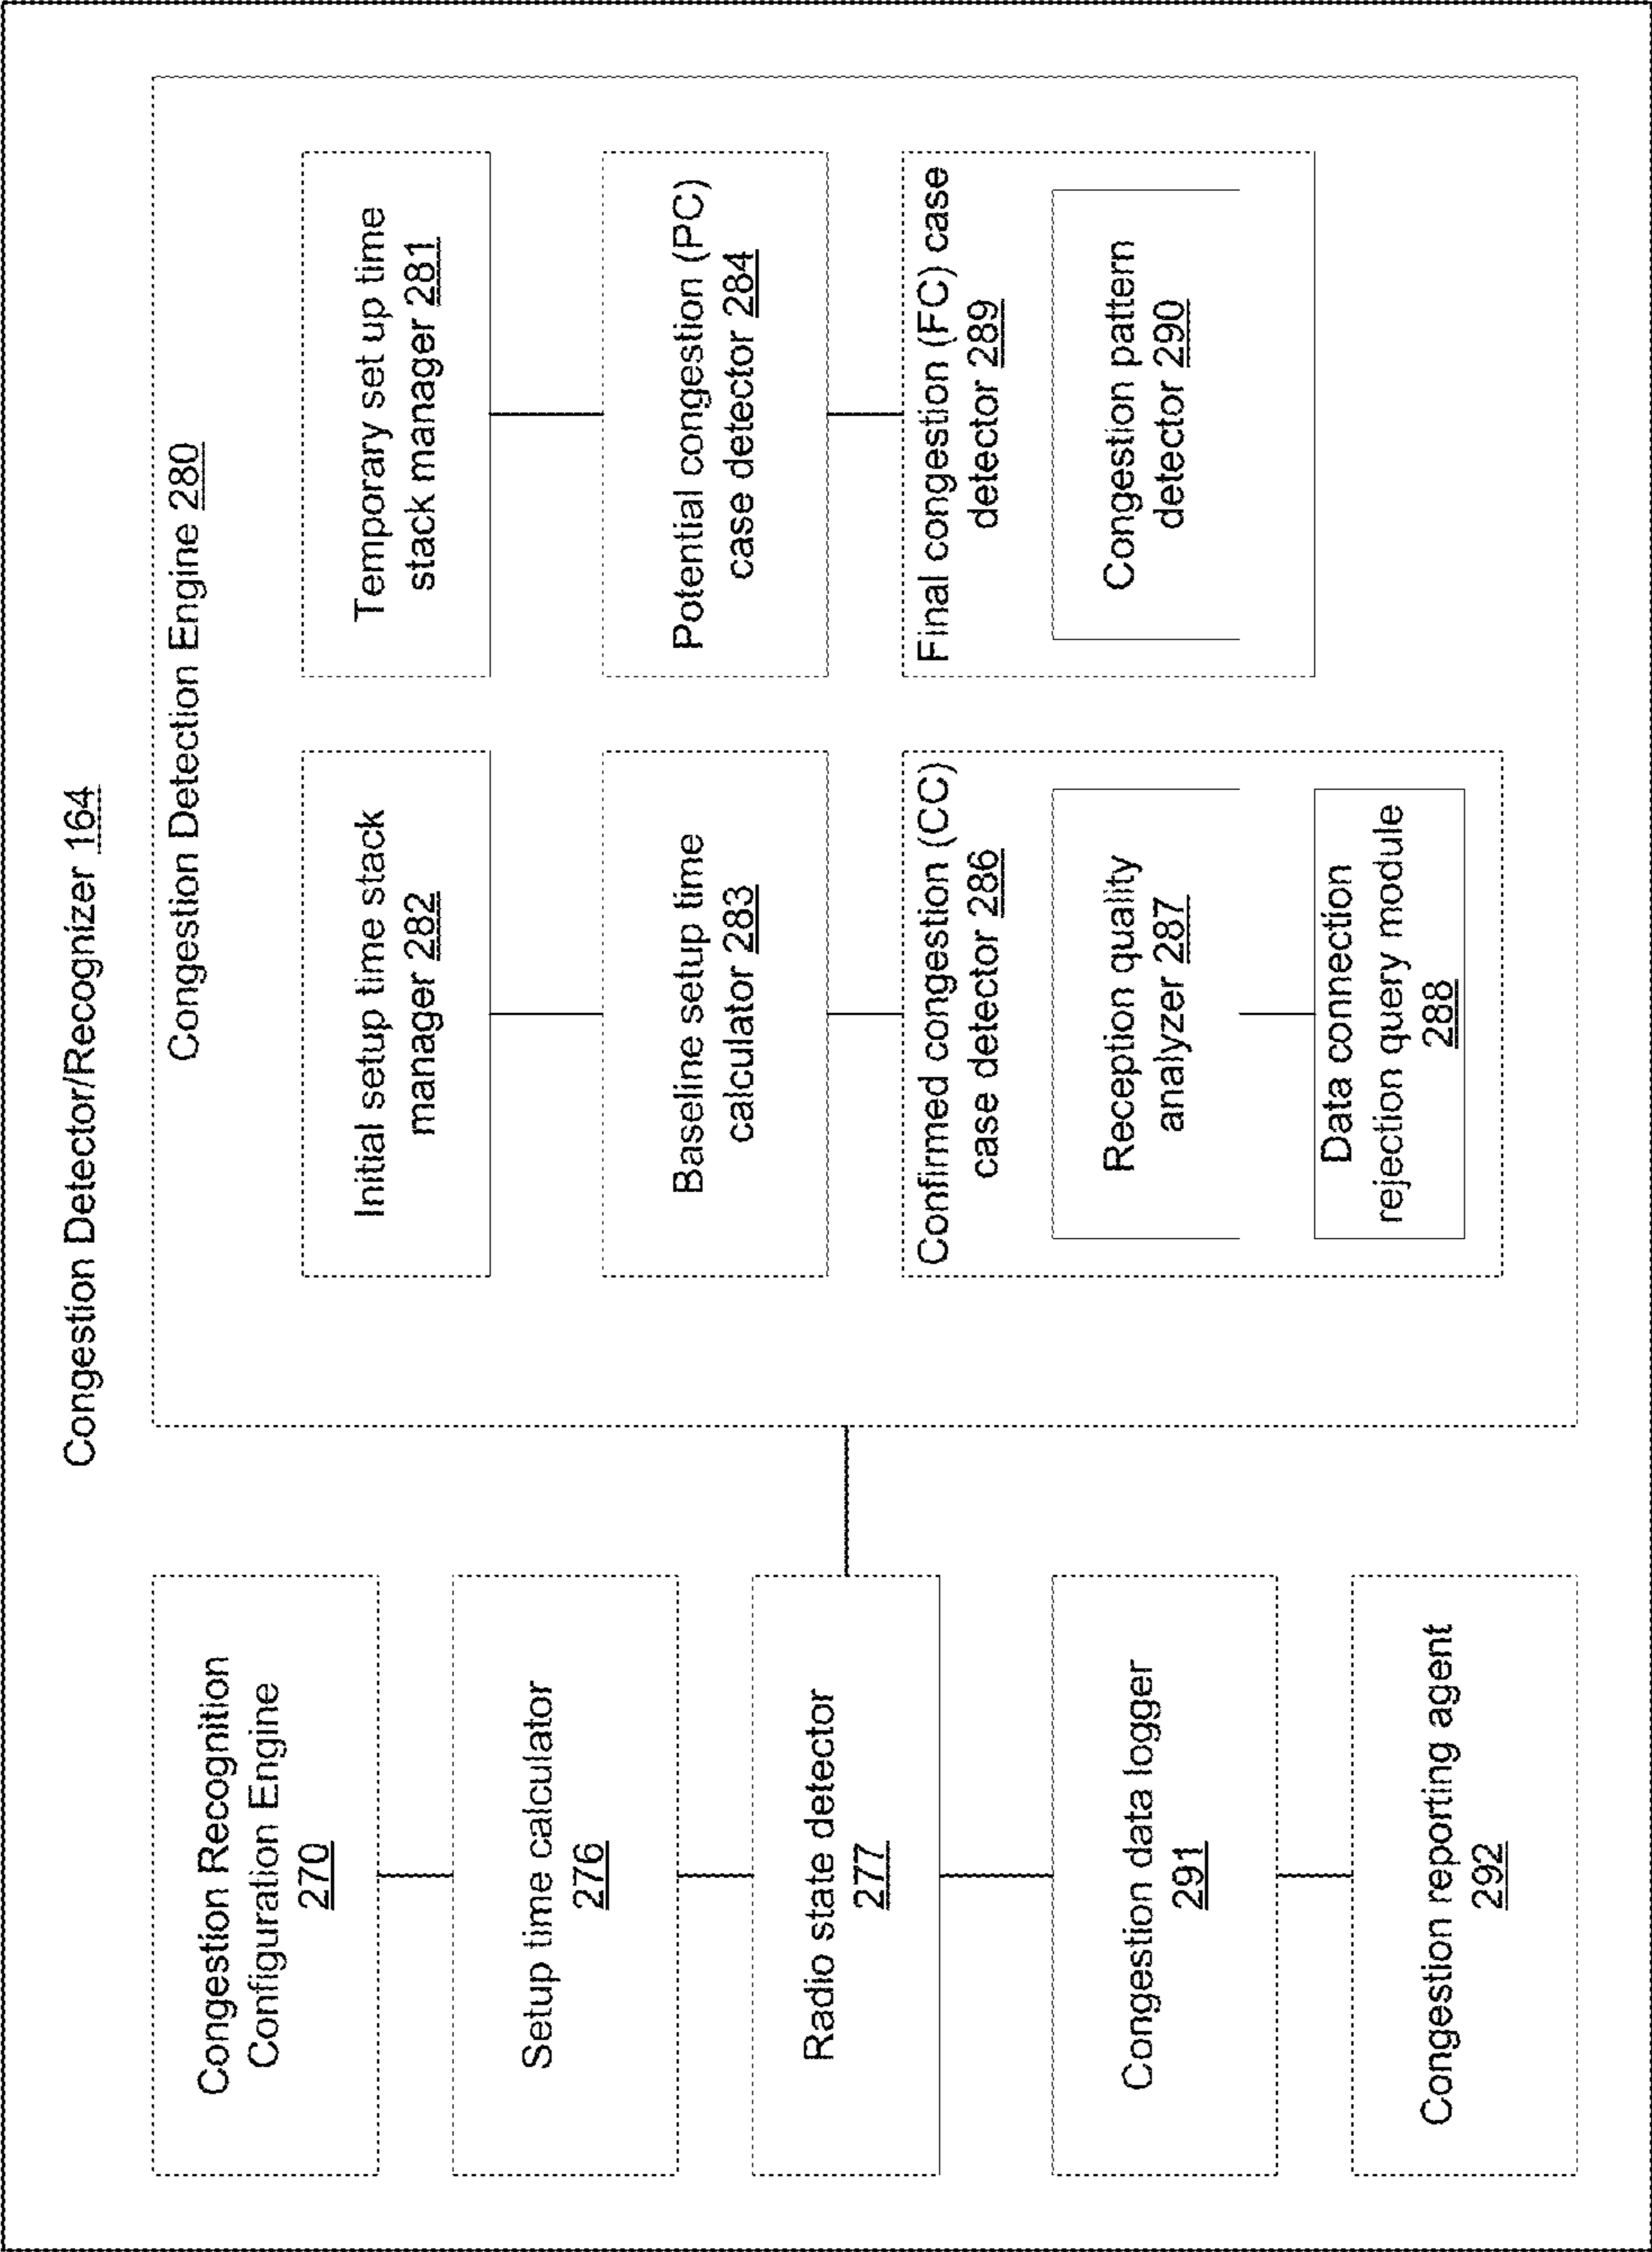 Congestion Detector/Recognizer 164
Congestion Recognition
Configuration Engine
270
Setup time calculator
276
Radio state detector
277
Congestion data logger
291
Congestion reporting agent
292
Congestion Detection Engine 280
Initial setup time stack
manager 282
Baseline setup time
calculator 283
Confirmed congestion (CC)
case detector 286
Reception quality
analyzer 287
Data connection
rejection query module
288
Temporary set up time
stack manager 281
Potential congestion (PC)
case detector 284
Final congestion (FC) case
detector 289
Congestion pattern
detector 290